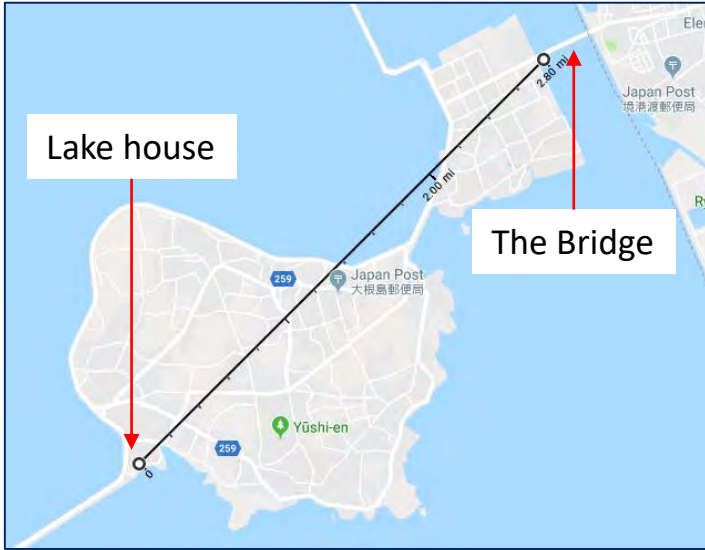 Ele
Japan Post
境港渡郵便局
2.80 mi
Lake house
2.00 mi
R
The Bridge
259
Japan Post
大根島郵便局
Yūshi-en
259
0